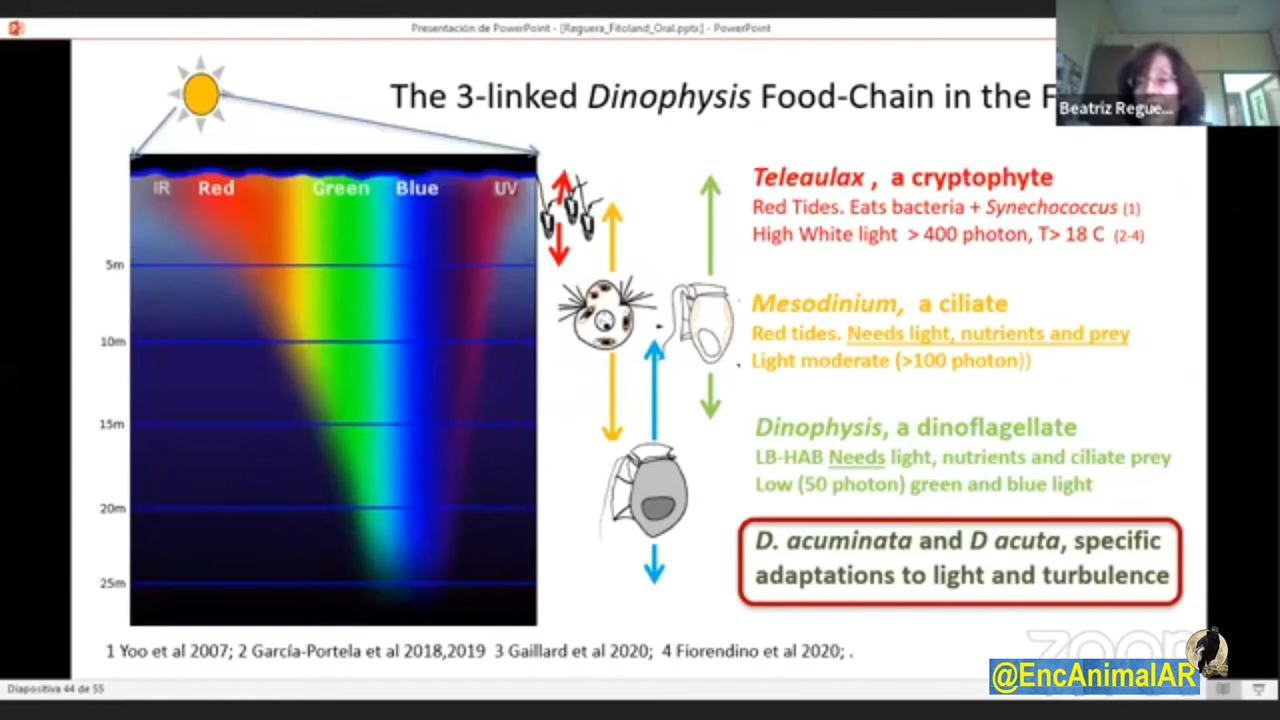 Presentación de PowerPoint - [Reguera_Fitoland_Oral.pptx] - PowerPoint
The 3-linked Dinophysis Food-Chain in the F
Beatriz Regue...
IR Red Green Blue UV
5m
10m
15m
20m
25m
Teleaulax , a cryptophyte
Red Tides. Eats bacteria + Synechococcus (1)
High White light > 400 photon, T> 18 C (2-4)
Mesodinium, a ciliate
Red tides. Needs light, nutrients and prey
Light moderate (>100 photon))
Dinophysis, a dinoflagellate
LB-HAB Needs light, nutrients and ciliate prey
Low (50 photon) green and blue light
D. acuminata and D acuta, specific
adaptations to light and turbulence
1 Yoo et al 2007; 2 García-Portela et al 2018,2019 3 Gaillard et al 2020; 4 Fiorendino et al 2020; .
zoom
@EncAnimalAR
Diapositiva 44 de 55